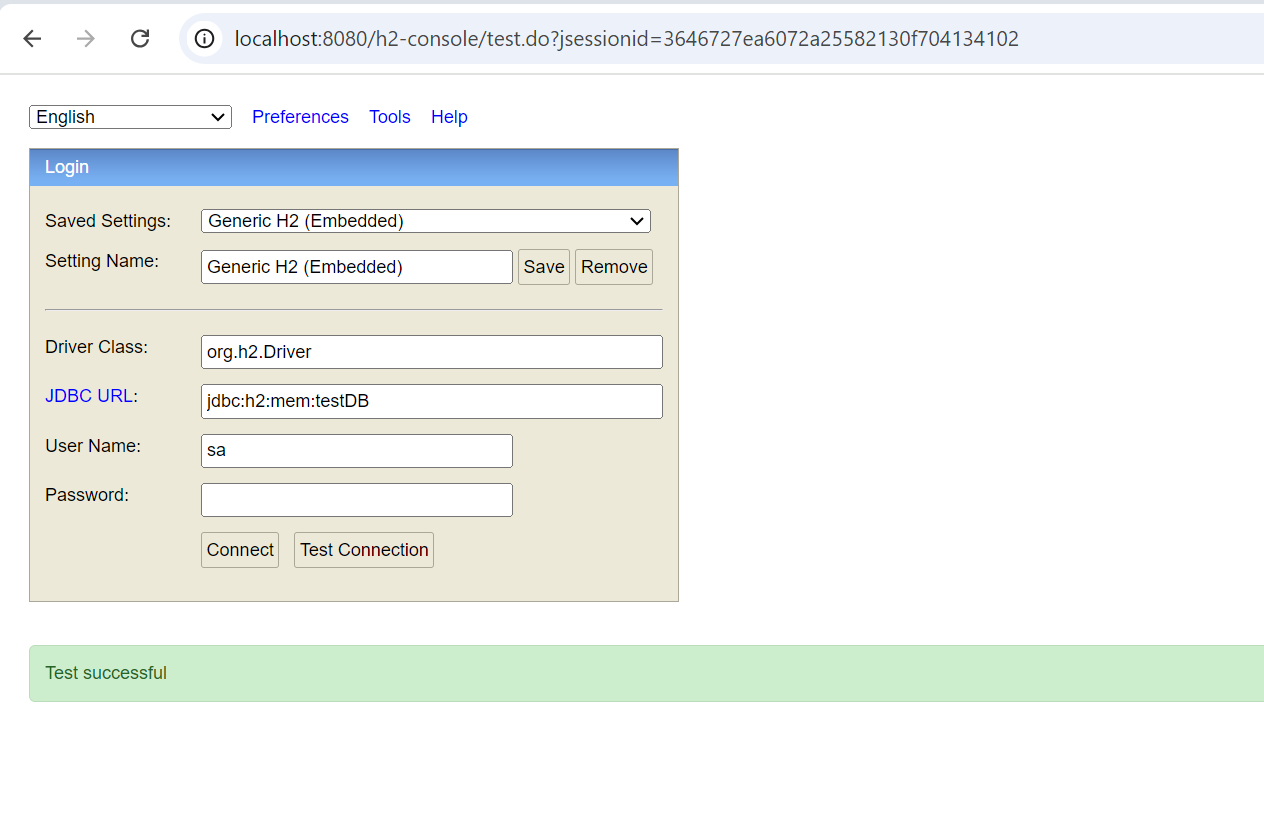 localhost:8080/h2-console/test.do?jsessionid=3646727ea6072a25582130f704134102
English Preferences Tools Help
Login
Saved Settings: Generic H2 (Embedded)
Setting Name: Generic H2 (Embedded) Save Remove
Driver Class: org.h2.Driver
JDBC URL: jdbc:h2:mem:testDB
User Name: sa
Password:
Connect Test Connection
Test successful